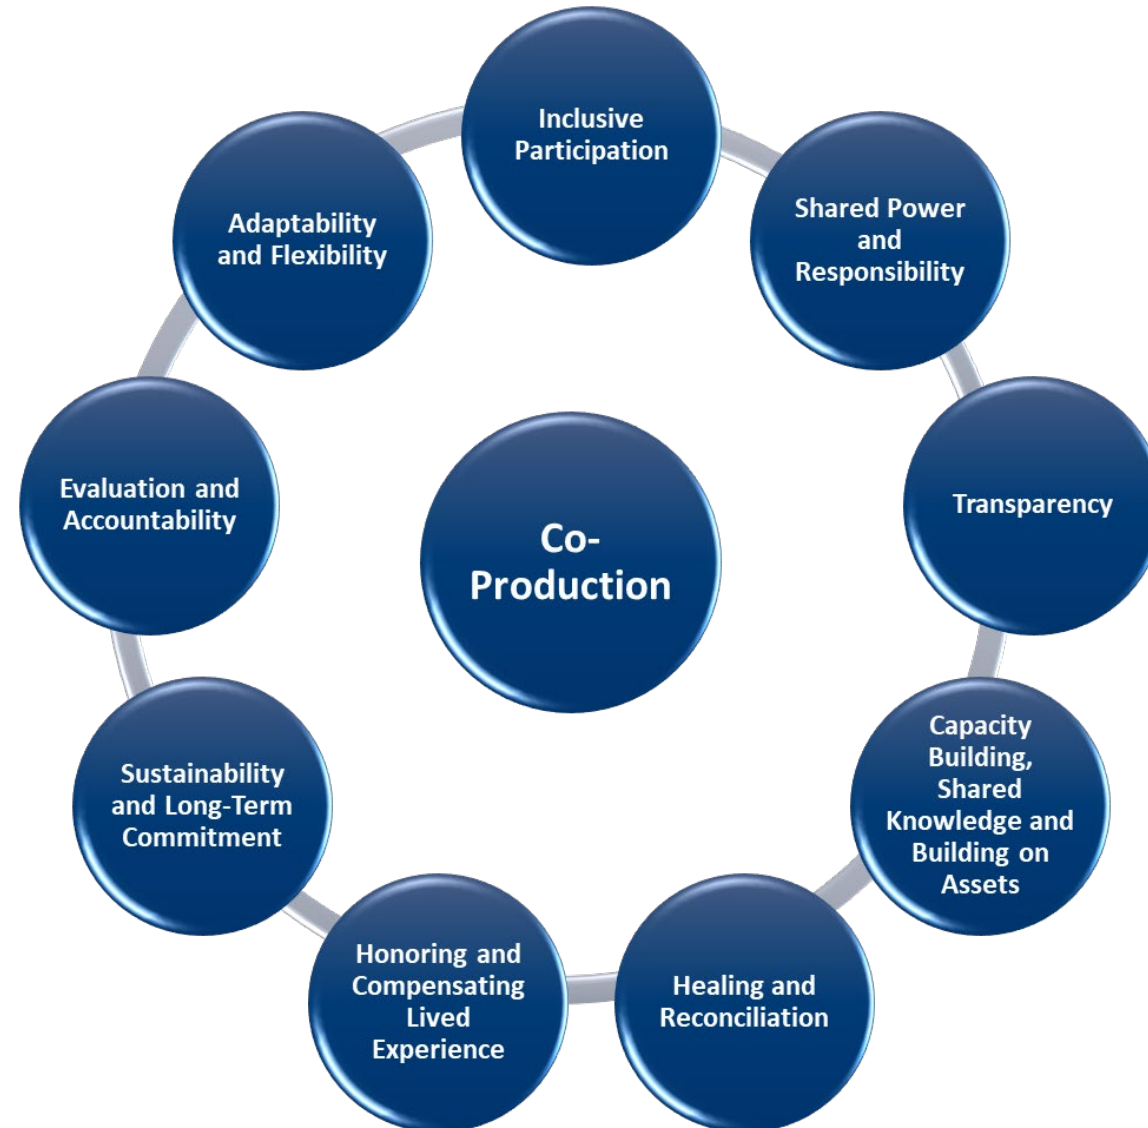 Inclusive
Participation
Shared Power
and
Responsibility
Transparency
Capacity
Building,
Shared
Knowledge and
Building on
Assets
Healing and
Reconciliation
Honoring and
Compensating
Lived
Experience
Sustainability
and Long-Term
Commitment
Evaluation and
Accountability
Adaptability
and Flexibility
Co-
Production